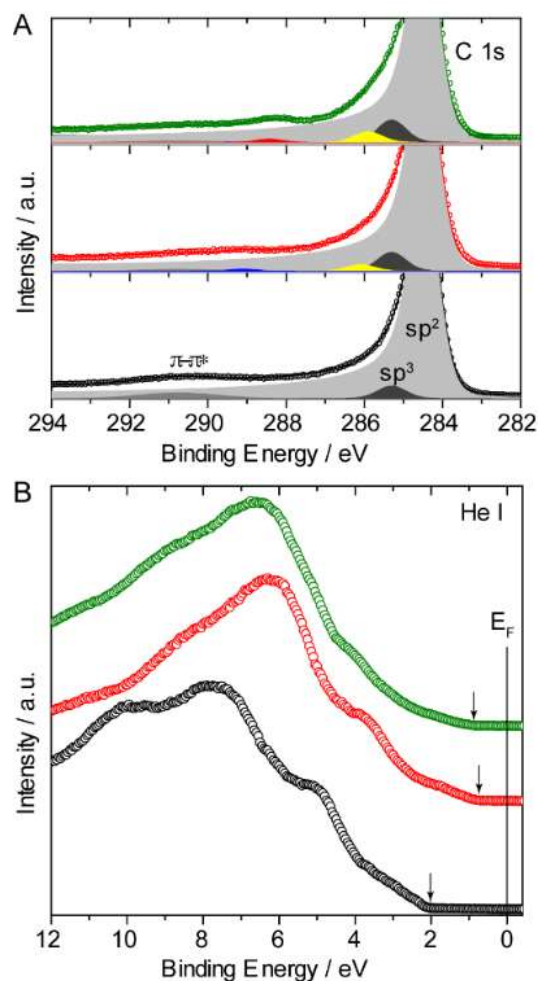 A
C 1s
Intensity / a.u.
π-π*
sp²
sp³
294 292 290 288 286 284 282
Binding Energy / eV
B
He I
E_F
Intensity / a.u.
12 10 8 6 4 2 0
Binding Energy / eV